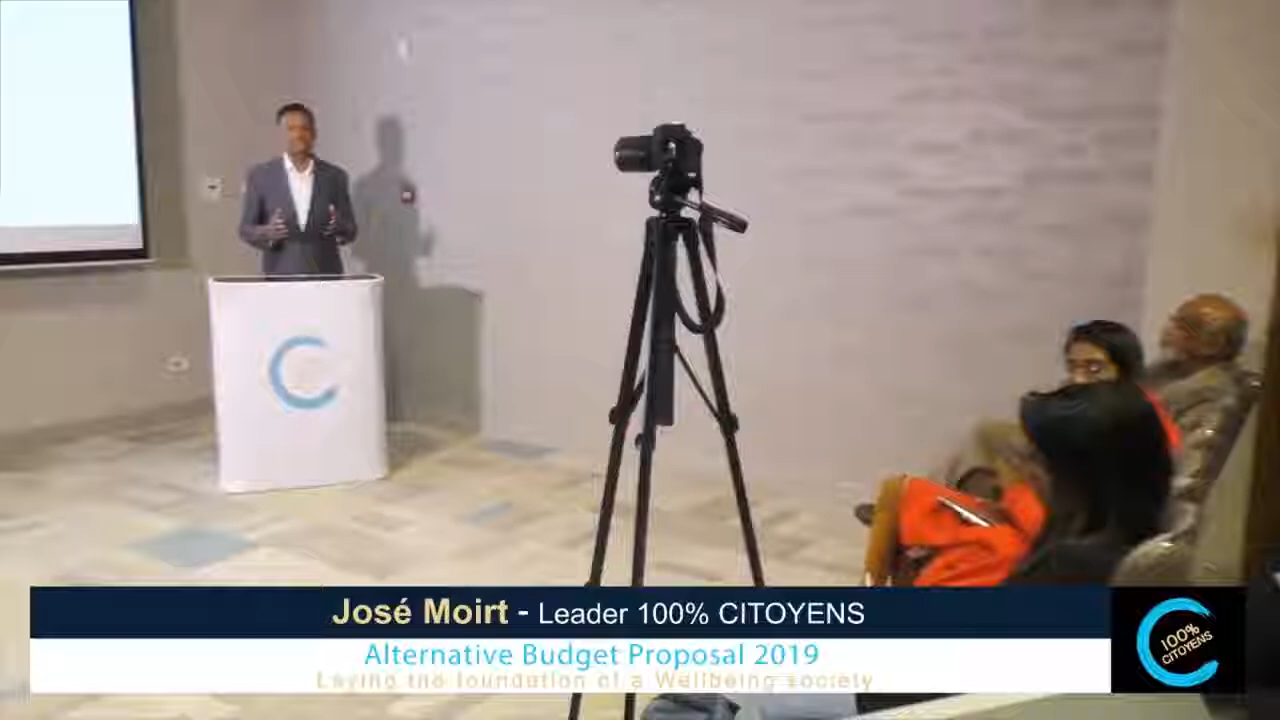 José Moirt - Leader 100% CITOYENS
Alternative Budget Proposal 2019
Laying the foundation of a Wellbeing society
100%
CITOYENS